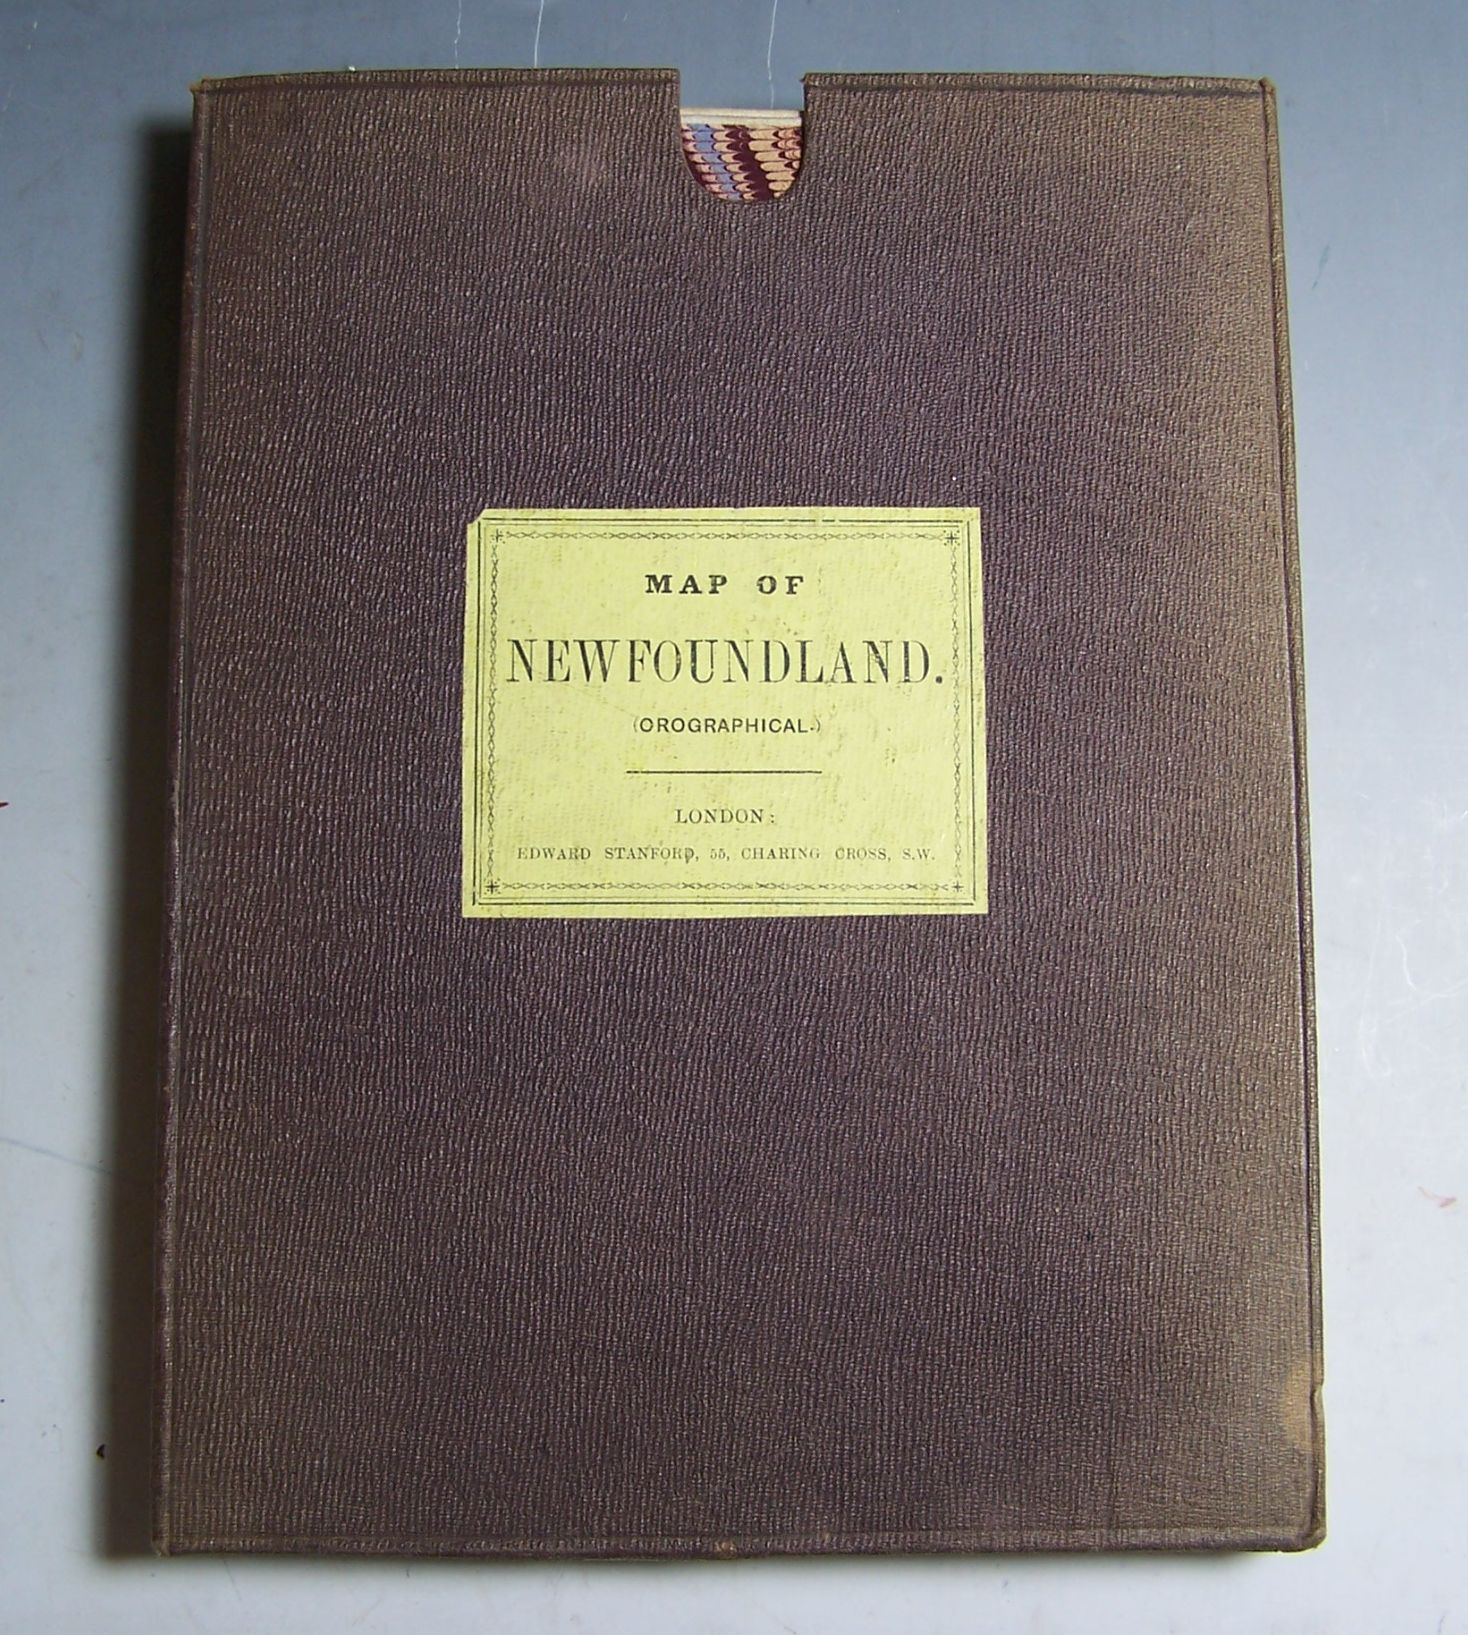 MAP OF
NEWFOUNDLAND.
(OROGRAPHICAL.)
LONDON:
EDWARD STANFORD, 55, CHARING CROSS, S.W.